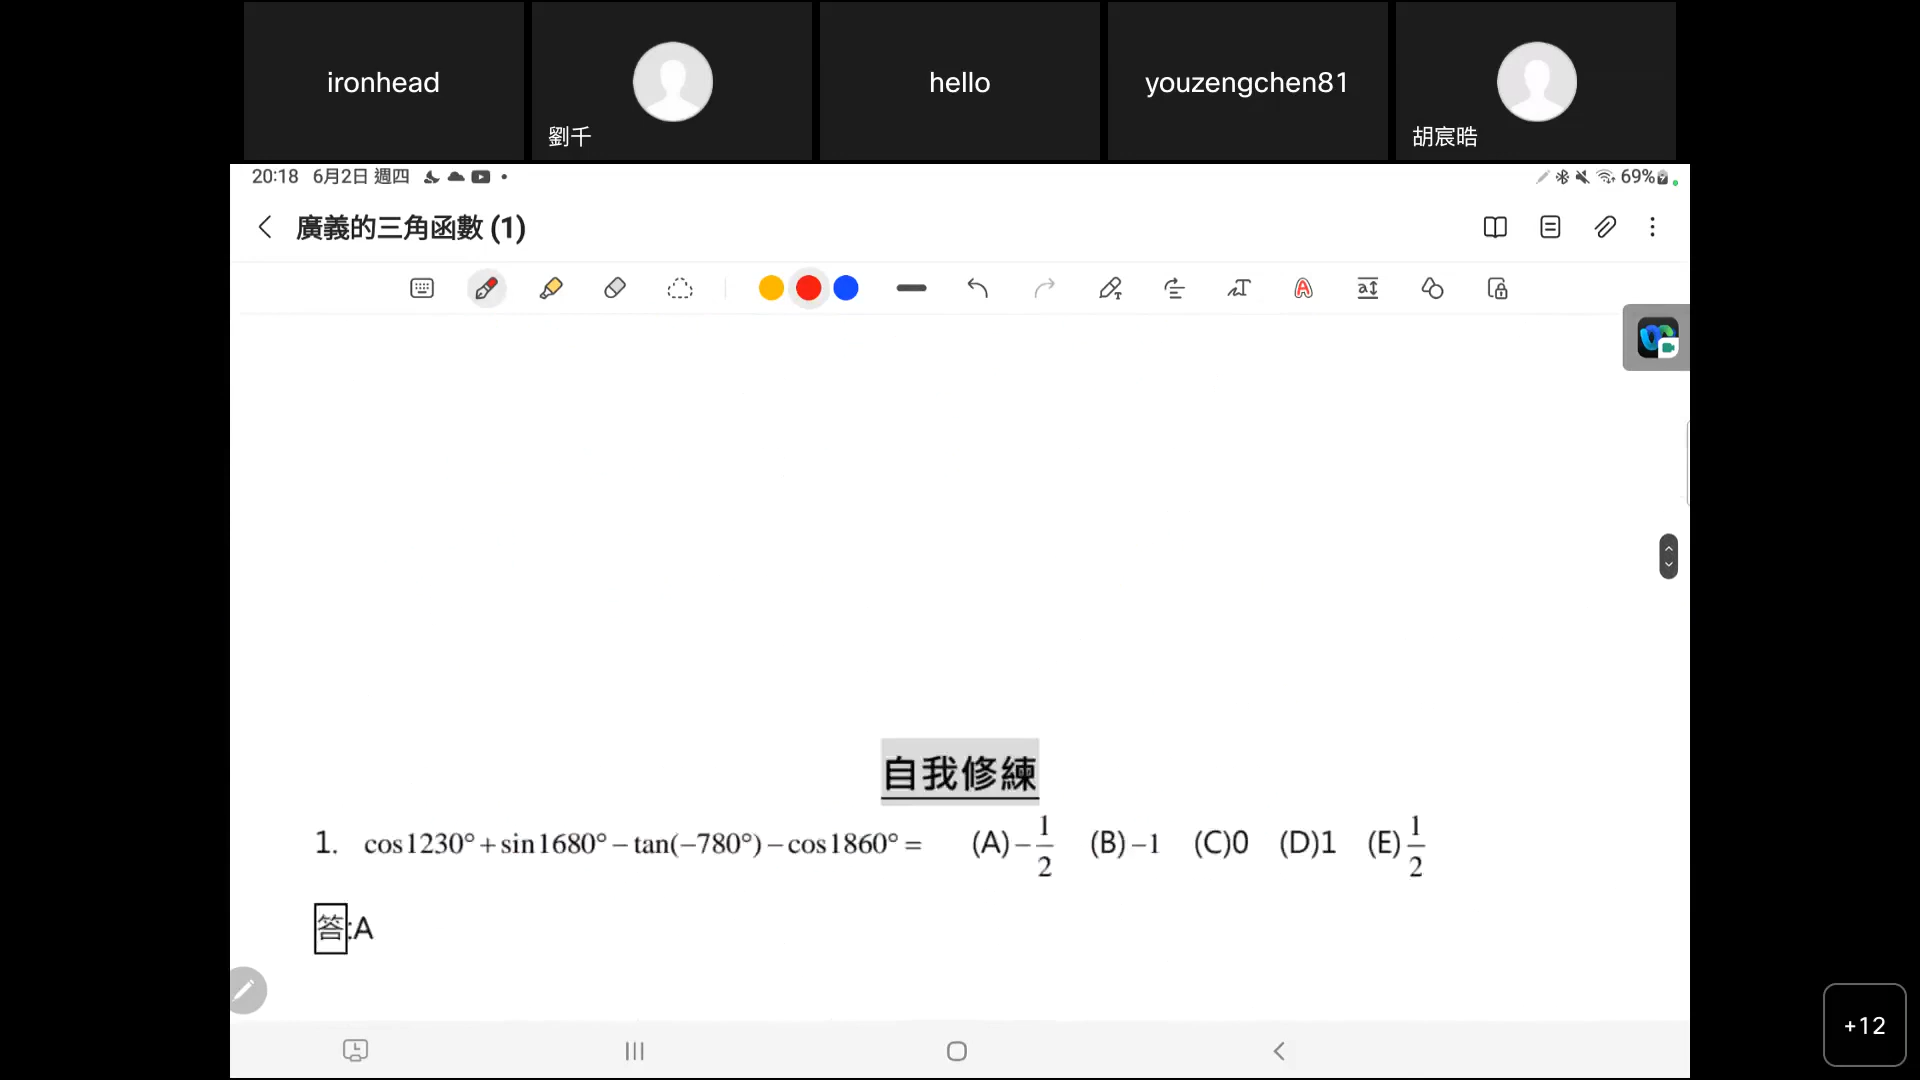 ironhead
劉千
hello
youzengchen81
胡宸晧
20:18 6月2日 週四
69%
廣義的三角函數 (1)
自我修練
1. cos1230°+sin1680°−tan(−780°)−cos1860°= (A)−1/2 (B)−1 (C)0 (D)1 (E)1/2
答:A
+12